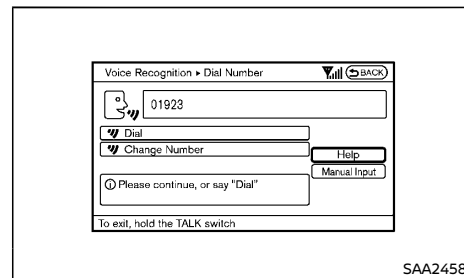 Voice Recognition ▸ Dial Number
BACK
01923
Dial
Change Number
Help
Manual Input
Please continue, or say "Dial"
To exit, hold the TALK switch
SAA2458